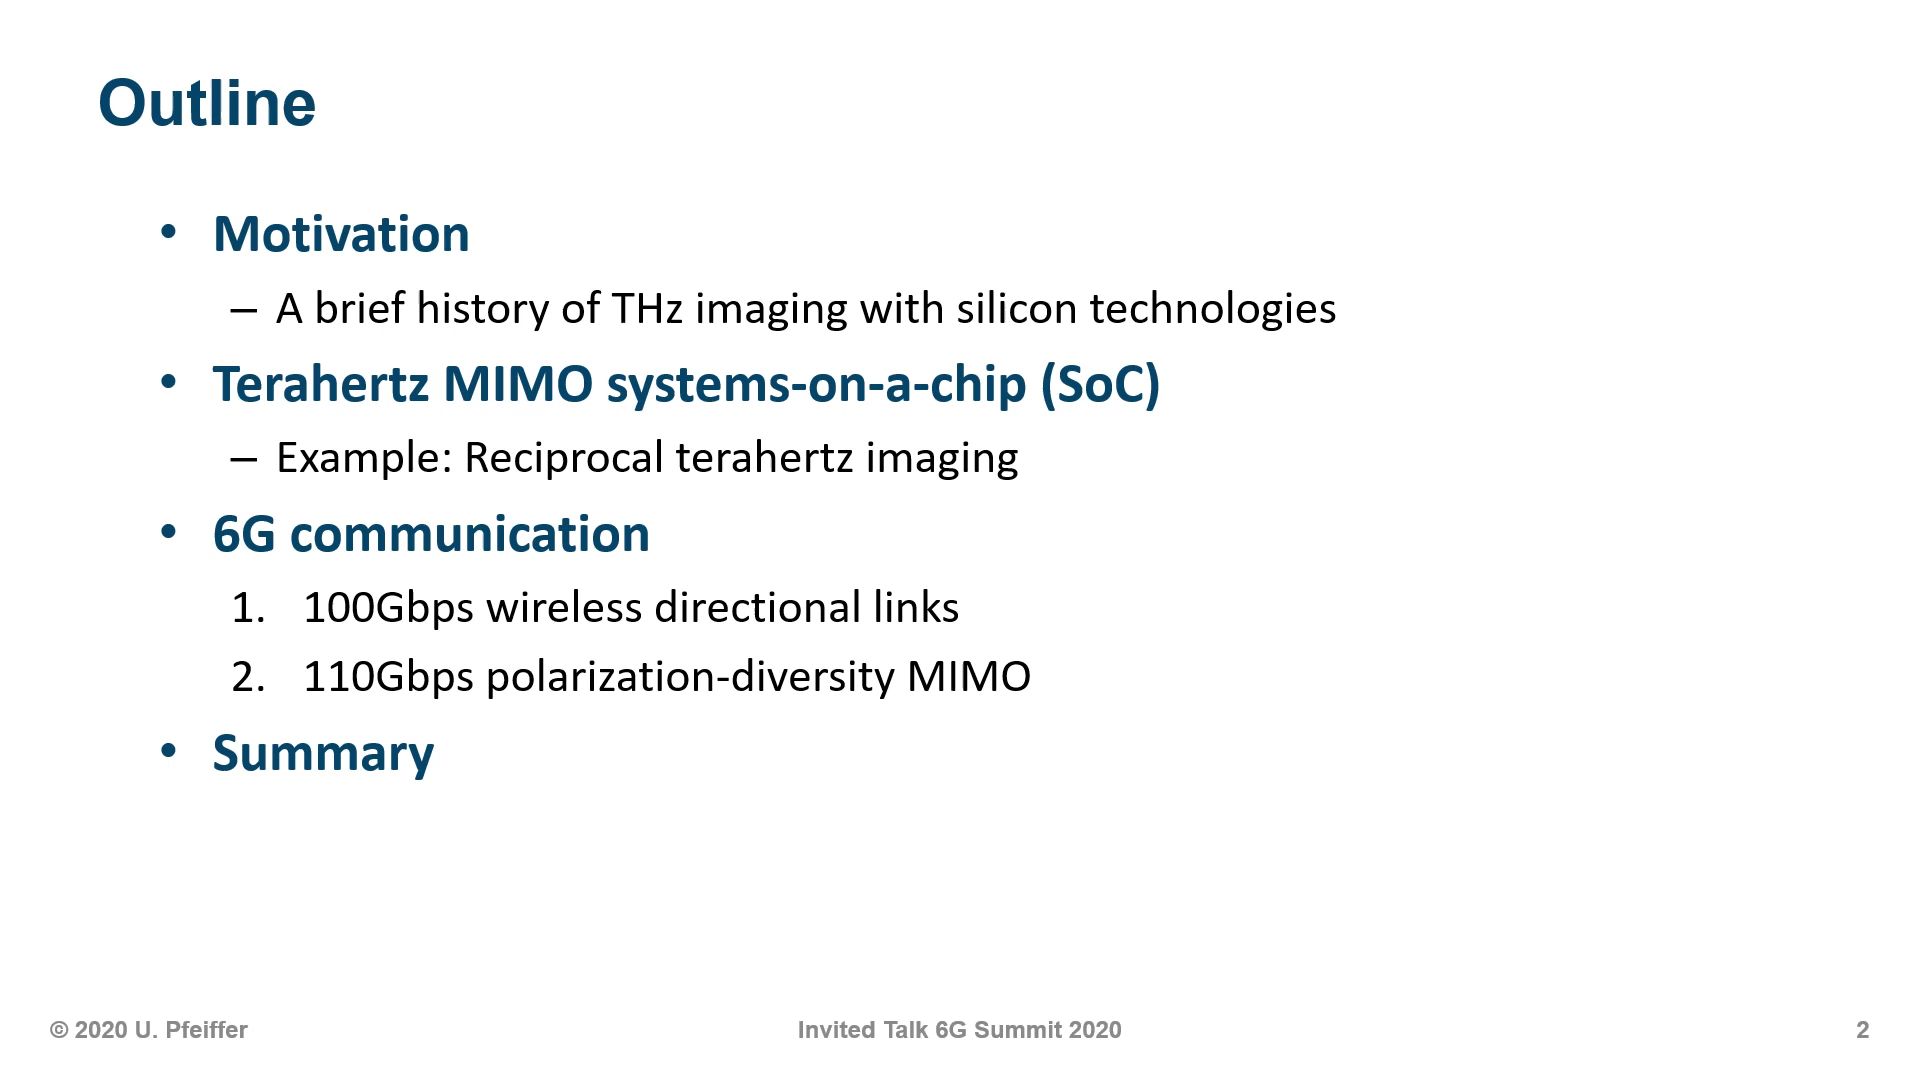 Outline
• Motivation
– A brief history of THz imaging with silicon technologies
• Terahertz MIMO systems-on-a-chip (SoC)
– Example: Reciprocal terahertz imaging
• 6G communication
1. 100Gbps wireless directional links
2. 110Gbps polarization-diversity MIMO
• Summary
© 2020 U. Pfeiffer
Invited Talk 6G Summit 2020
2